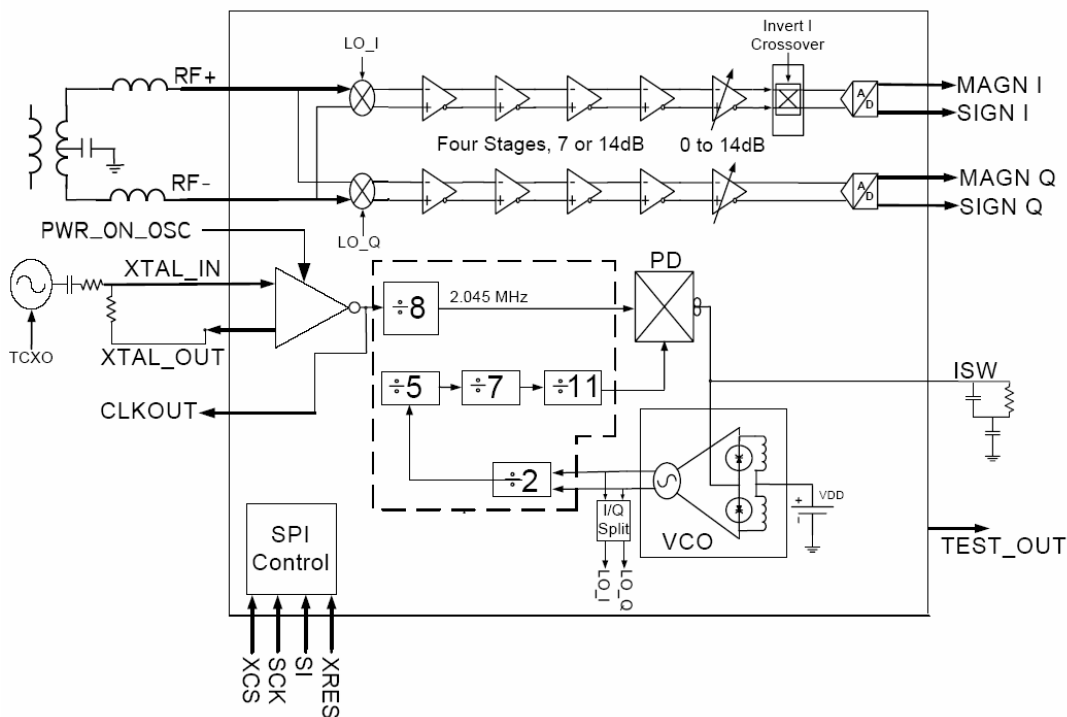 Invert I
Crossover
LO_I
RF+
MAGN I
A/D
SIGN I
Four Stages, 7 or 14dB
0 to 14dB
RF-
MAGN Q
A/D
SIGN Q
LO_Q
PWR_ON_OSC
PD
XTAL_IN
÷8
2.045 MHz
TCXO
XTAL_OUT
÷5
÷7
÷11
ISW
CLKOUT
÷2
I/Q
Split
VDD
VCO
SPI
Control
LO_I
LO_Q
TEST_OUT
XCS
SCK
SI
XRES